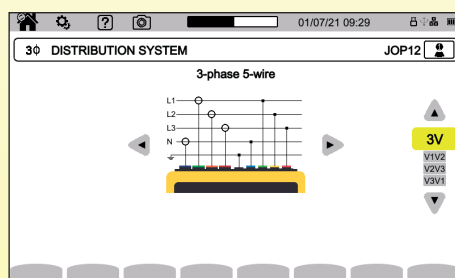 ? 01/07/21 09:29
3Φ DISTRIBUTION SYSTEM JOP12
3-phase 5-wire
L1
L2
L3
N
3V
V1V2
V2V3
V3V1